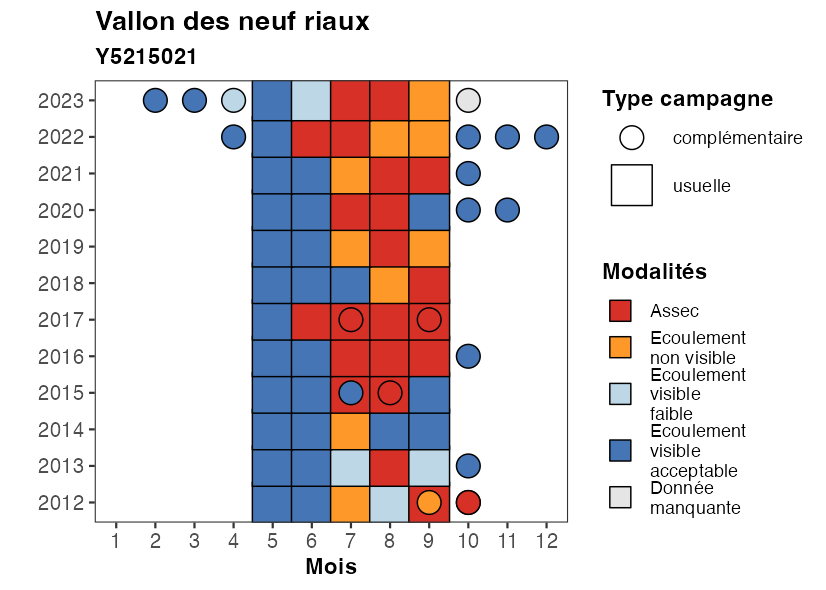 Vallon des neuf riaux
Y5215021
2023
2022
2021
2020
2019
2018
2017
2016
2015
2014
2013
2012
1 2 3 4 5 6 7 8 9 10 11 12
Mois
Type campagne
complémentaire
usuelle
Modalités
Assec
Ecoulement
non visible
Ecoulement
visible
faible
Ecoulement
visible
acceptable
Donnée
manquante